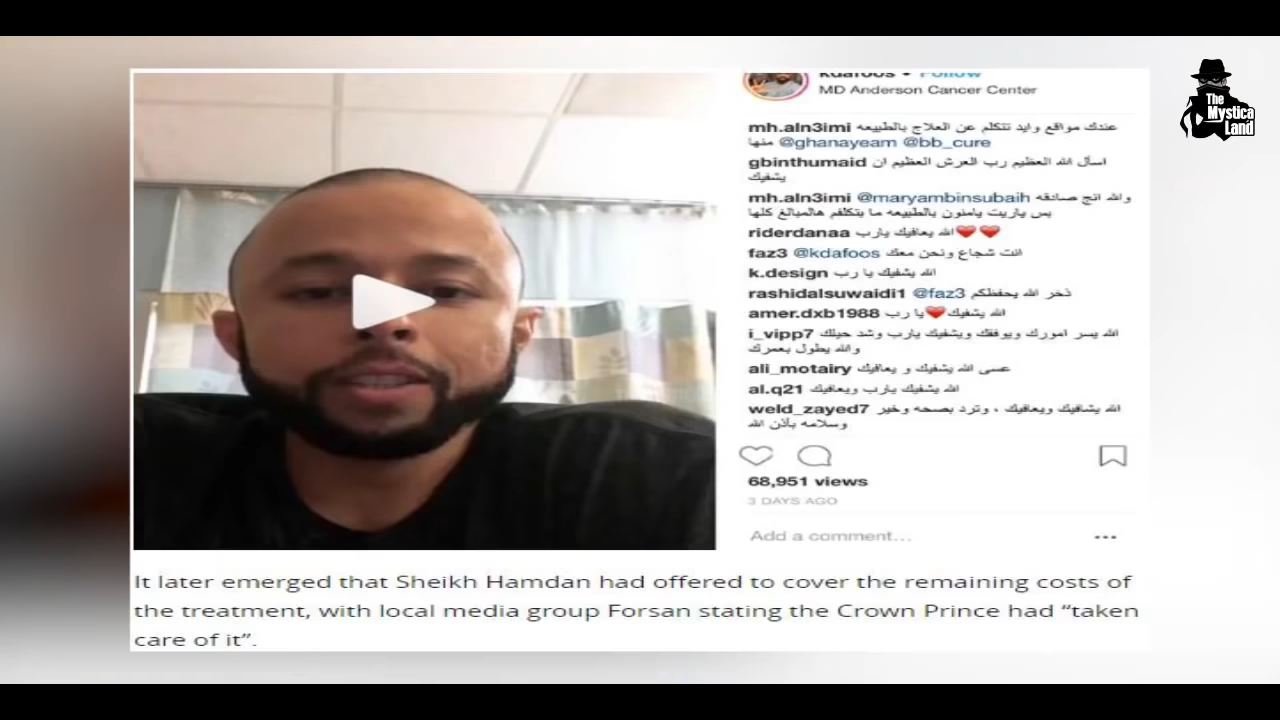 The
Mystica
Land
kdafoos • Follow
MD Anderson Cancer Center
mh.aln3imi عندك مواقع وايد تتكلم عن العلاج بالطبيعه
منها @ghanayeam @bb_cure
gbinthumaid اسأل الله العظيم رب العرش العظيم ان
يشفيك
mh.aln3imi @maryambinsubaih والله انج صادقه
بس ياريت يامنون بالطبيعه ما بتكلفم هالمبالغ كلها
riderdanaa الله يعافيك يارب❤️❤️
faz3 @kdafoos انت شجاع ونحن معك
k.design الله يشفيك يا رب
rashidalsuwaidi1 @faz3 ذخر الله يحفظكم
amer.dxb1988 الله يشفيك❤️يا رب
i_vipp7 الله يسر امورك ويوفقك ويشفيك يارب وشد حيلك
والله يطول بعمرك
ali_motairy عسى الله يشفيك و يعافيك
al.q21 الله يشفيك يارب ويعافيك
weld_zayed7 الله يشافيك ويعافيك ، وترد بصحه وخير
وسلامه بأذن الله
68,951 views
3 DAYS AGO
Add a comment...
It later emerged that Sheikh Hamdan had offered to cover the remaining costs of
the treatment, with local media group Forsan stating the Crown Prince had “taken
care of it”.